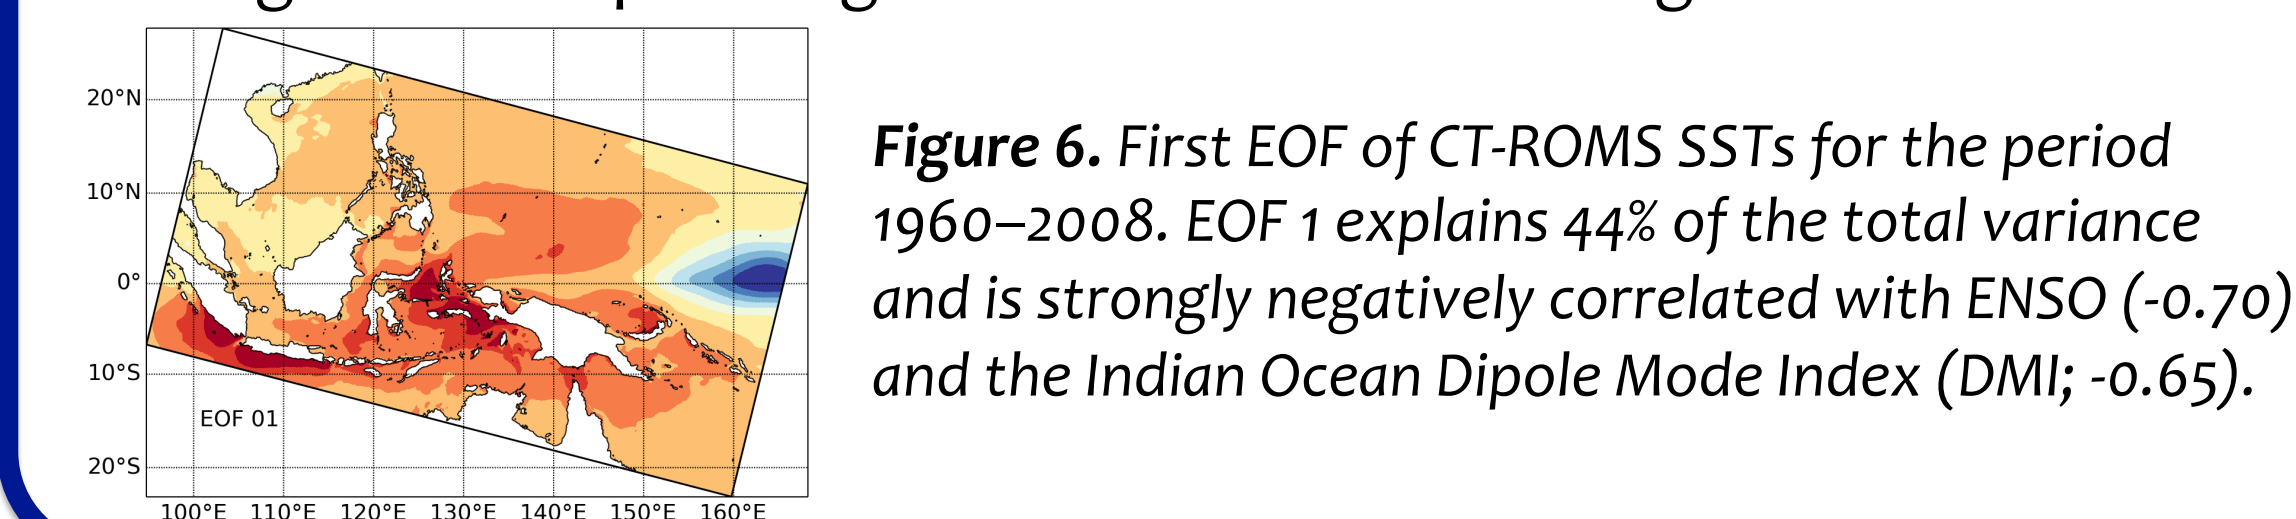 20°N
10°N
0°
10°S
20°S
100°E 110°E 120°E 130°E 140°E 150°E 160°E
EOF 01
Figure 6. First EOF of CT-ROMS SSTs for the period
1960–2008. EOF 1 explains 44% of the total variance
and is strongly negatively correlated with ENSO (-0.70)
and the Indian Ocean Dipole Mode Index (DMI; -0.65).